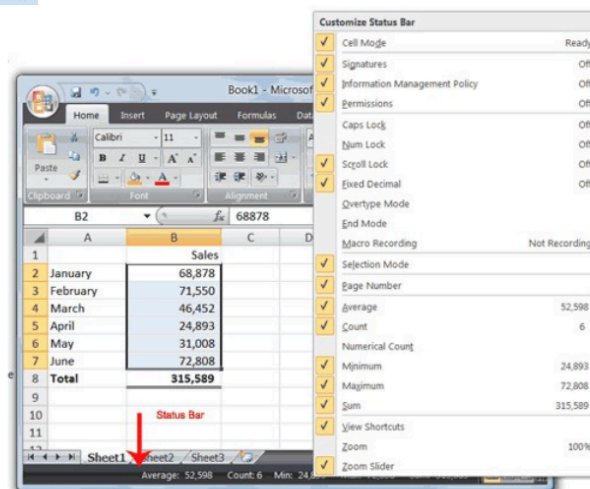 Customize Status Bar
Cell Mode Ready
Signatures Off
Information Management Policy Off
Permissions Off
Caps Lock Off
Num Lock Off
Scroll Lock Off
Fixed Decimal Off
Overtype Mode
End Mode
Macro Recording Not Recording
Selection Mode
Page Number
Average 52,598
Count 6
Numerical Count
Minimum 24,893
Maximum 72,808
Sum 315,589
View Shortcuts
Zoom 100%
Zoom Slider
Book1 - Microsof
Home Insert Page Layout Formulas Data
Calibri 11
Paste
B I U A A
Clipboard Font Alignment
B2 fx 68878
A B C D
1 Sales
2 January 68,878
3 February 71,550
4 March 46,452
5 April 24,893
6 May 31,008
7 June 72,808
8 Total 315,589
9
10 Status Bar
11
Sheet1 Sheet2 Sheet3
Average: 52,598 Count: 6 Min: 24,8